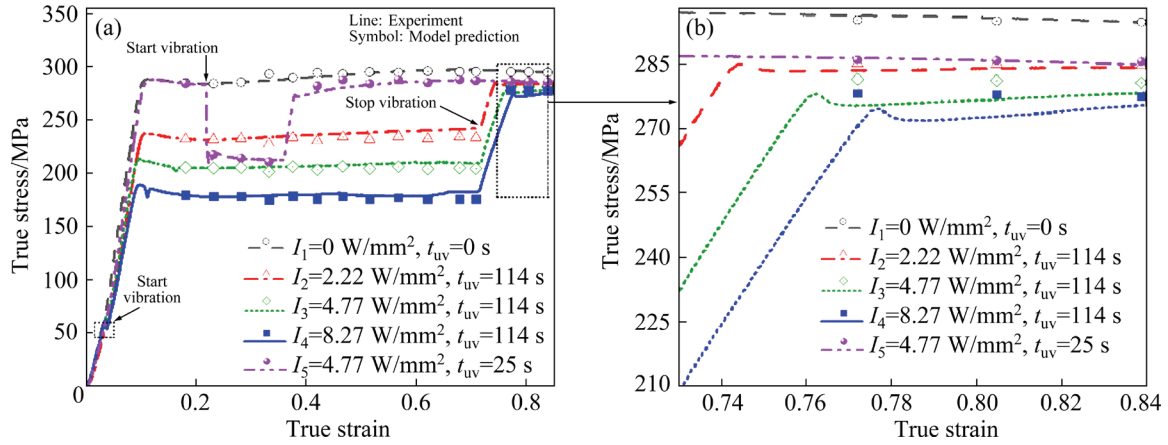 (a)
Line: Experiment
Symbol: Model prediction
Start vibration
Stop vibration
Start
vibration
True stress/MPa
350
300
250
200
150
100
50
0
I₁=0 W/mm², tuv=0 s
I₂=2.22 W/mm², tuv=114 s
I₃=4.77 W/mm², tuv=114 s
I₄=8.27 W/mm², tuv=114 s
I₅=4.77 W/mm², tuv=25 s
0.2
0.4
0.6
0.8
True strain
(b)
True stress/MPa
285
270
255
240
225
210
I₁=0 W/mm², tuv=0 s
I₂=2.22 W/mm², tuv=114 s
I₃=4.77 W/mm², tuv=114 s
I₄=8.27 W/mm², tuv=114 s
I₅=4.77 W/mm², tuv=25 s
0.74
0.76
0.78
0.80
0.82
0.84
True strain